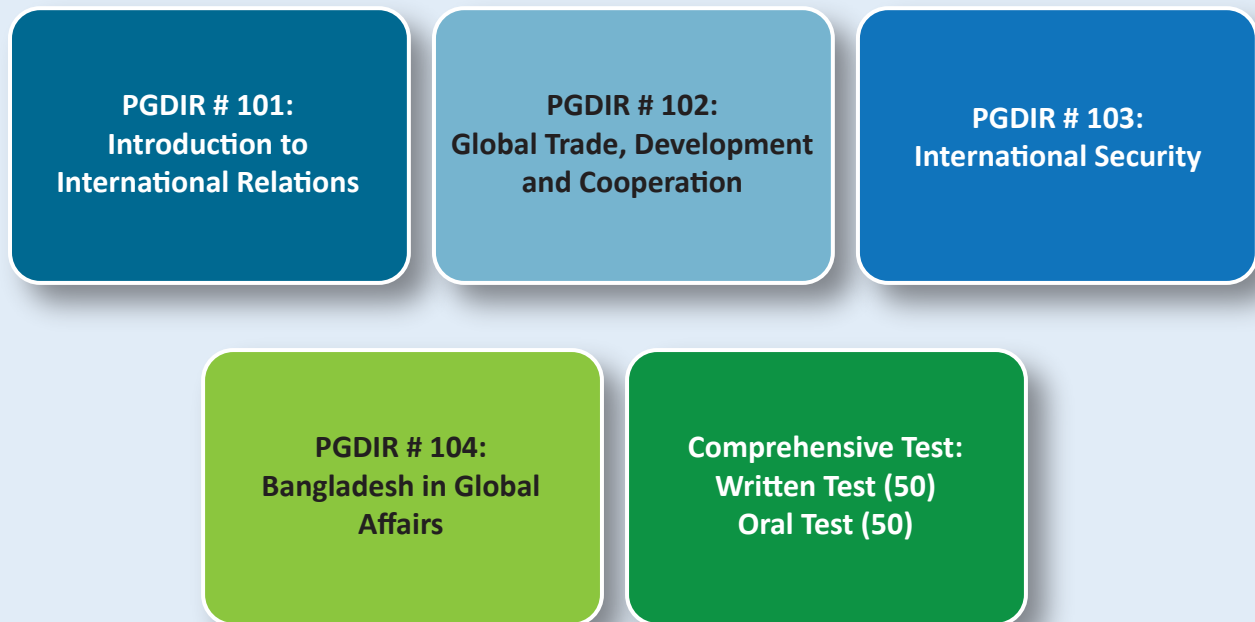 PGDIR # 101:
Introduction to
International Relations
PGDIR # 102:
Global Trade, Development
and Cooperation
PGDIR # 103:
International Security
PGDIR # 104:
Bangladesh in Global
Affairs
Comprehensive Test:
Written Test (50)
Oral Test (50)